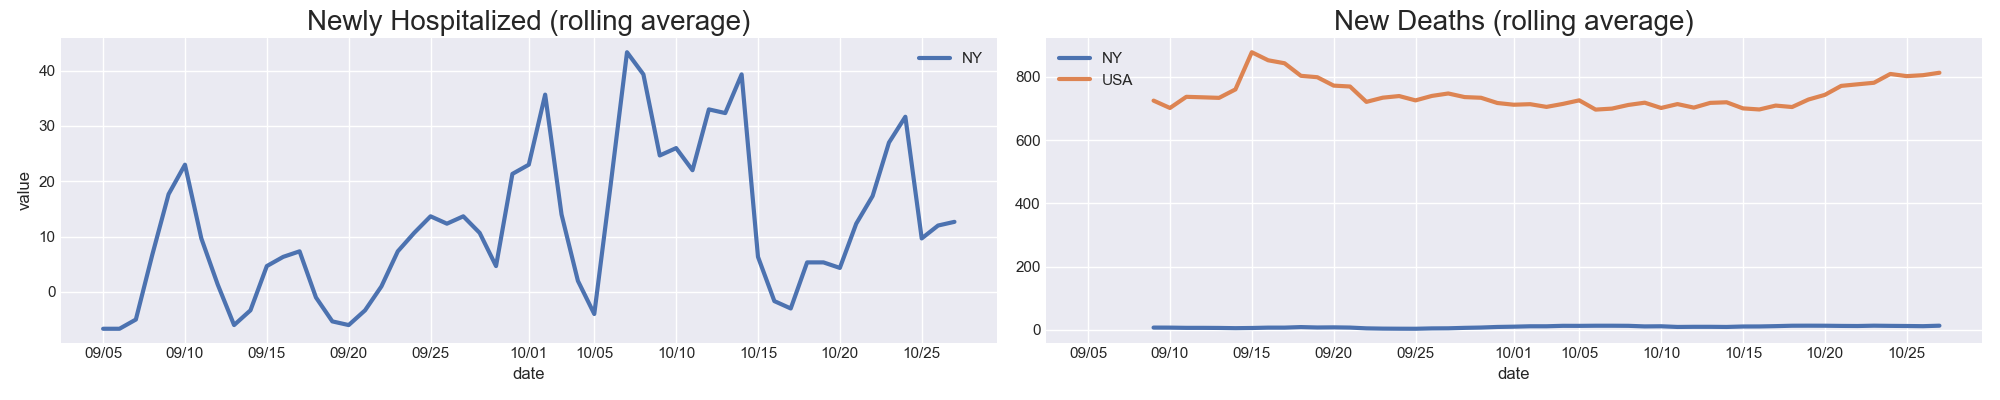 Newly Hospitalized (rolling average)
NY
value
40
30
20
10
0
09/05 09/10 09/15 09/20 09/25 10/01 10/05 10/10 10/15 10/20 10/25
date
New Deaths (rolling average)
NY
USA
800
600
400
200
0
09/05 09/10 09/15 09/20 09/25 10/01 10/05 10/10 10/15 10/20 10/25
date